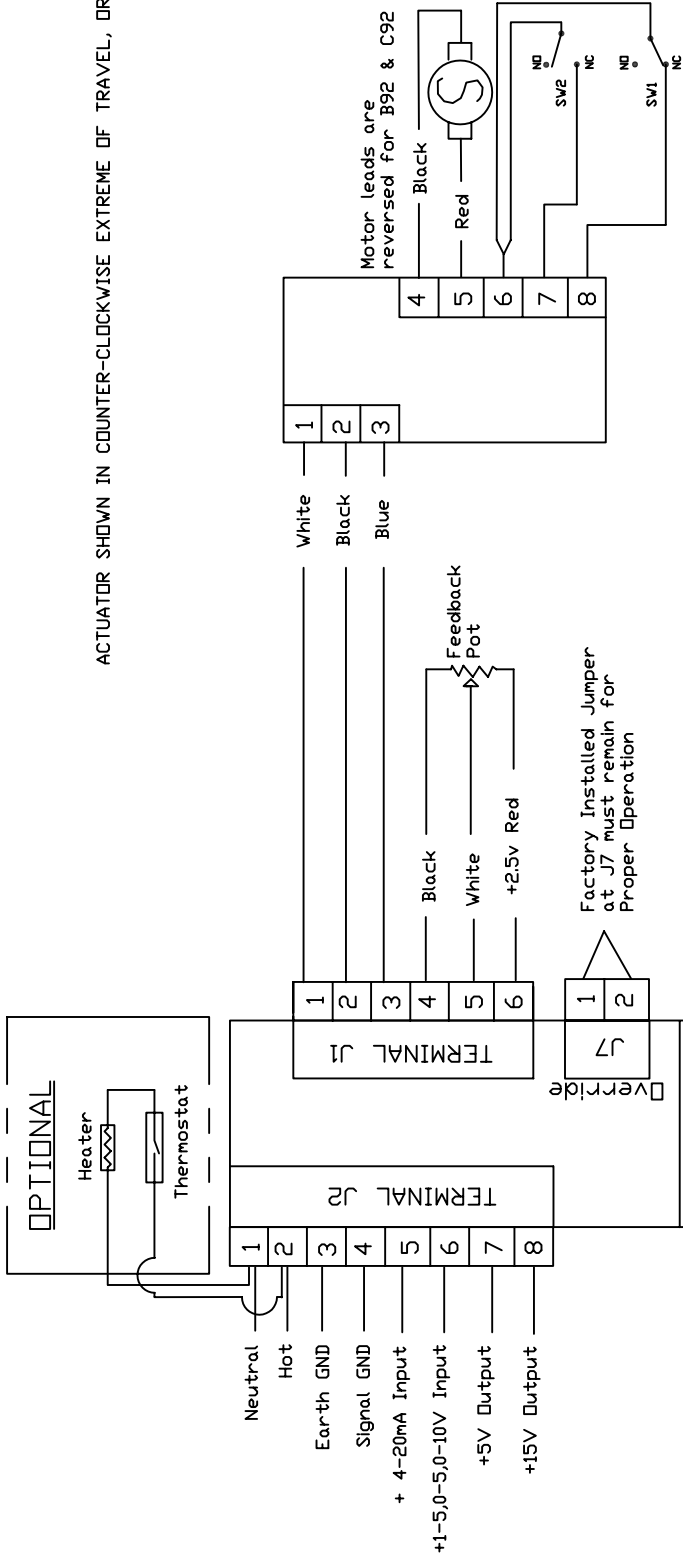 ACTUATOR SHOWN IN COUNTER-CLOCKWISE EXTREME OF TRAVEL, OR
OPTIONAL
Heater
Thermostat
Neutral
Hot
Earth GND
Signal GND
+ 4-20mA Input
+1-5,0-5,0-10V Input
+5V Output
+15V Output
1
2
3
4
5
6
7
8
TERMINAL J2
TERMINAL J1
1
2
3
4
5
6
Override
J7
1
2
Factory Installed Jumper
at J7 must remain for
Proper Operation
White
Black
Blue
Black
White
+2.5v Red
Feedback
Pot
1
2
3
4
5
6
7
8
Motor leads are
reversed for B92 & C92
Black
Red
S
NO
NC
SW2
NO
NC
SW1